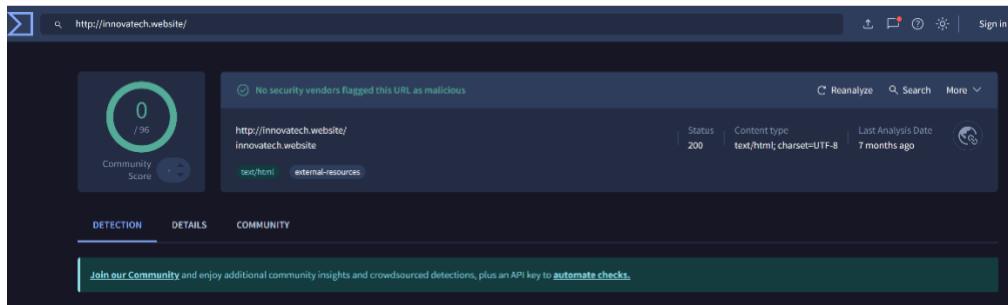 http://innovatech.website/
Sign in
0
/ 96
Community
Score
No security vendors flagged this URL as malicious
Reanalyze
Search
More
http://innovatech.website/
innovatech.website
Status
200
Content type
text/html; charset=UTF-8
Last Analysis Date
7 months ago
text/html
external-resources
DETECTION
DETAILS
COMMUNITY
Join our Community and enjoy additional community insights and crowdsourced detections, plus an API key to automate checks.